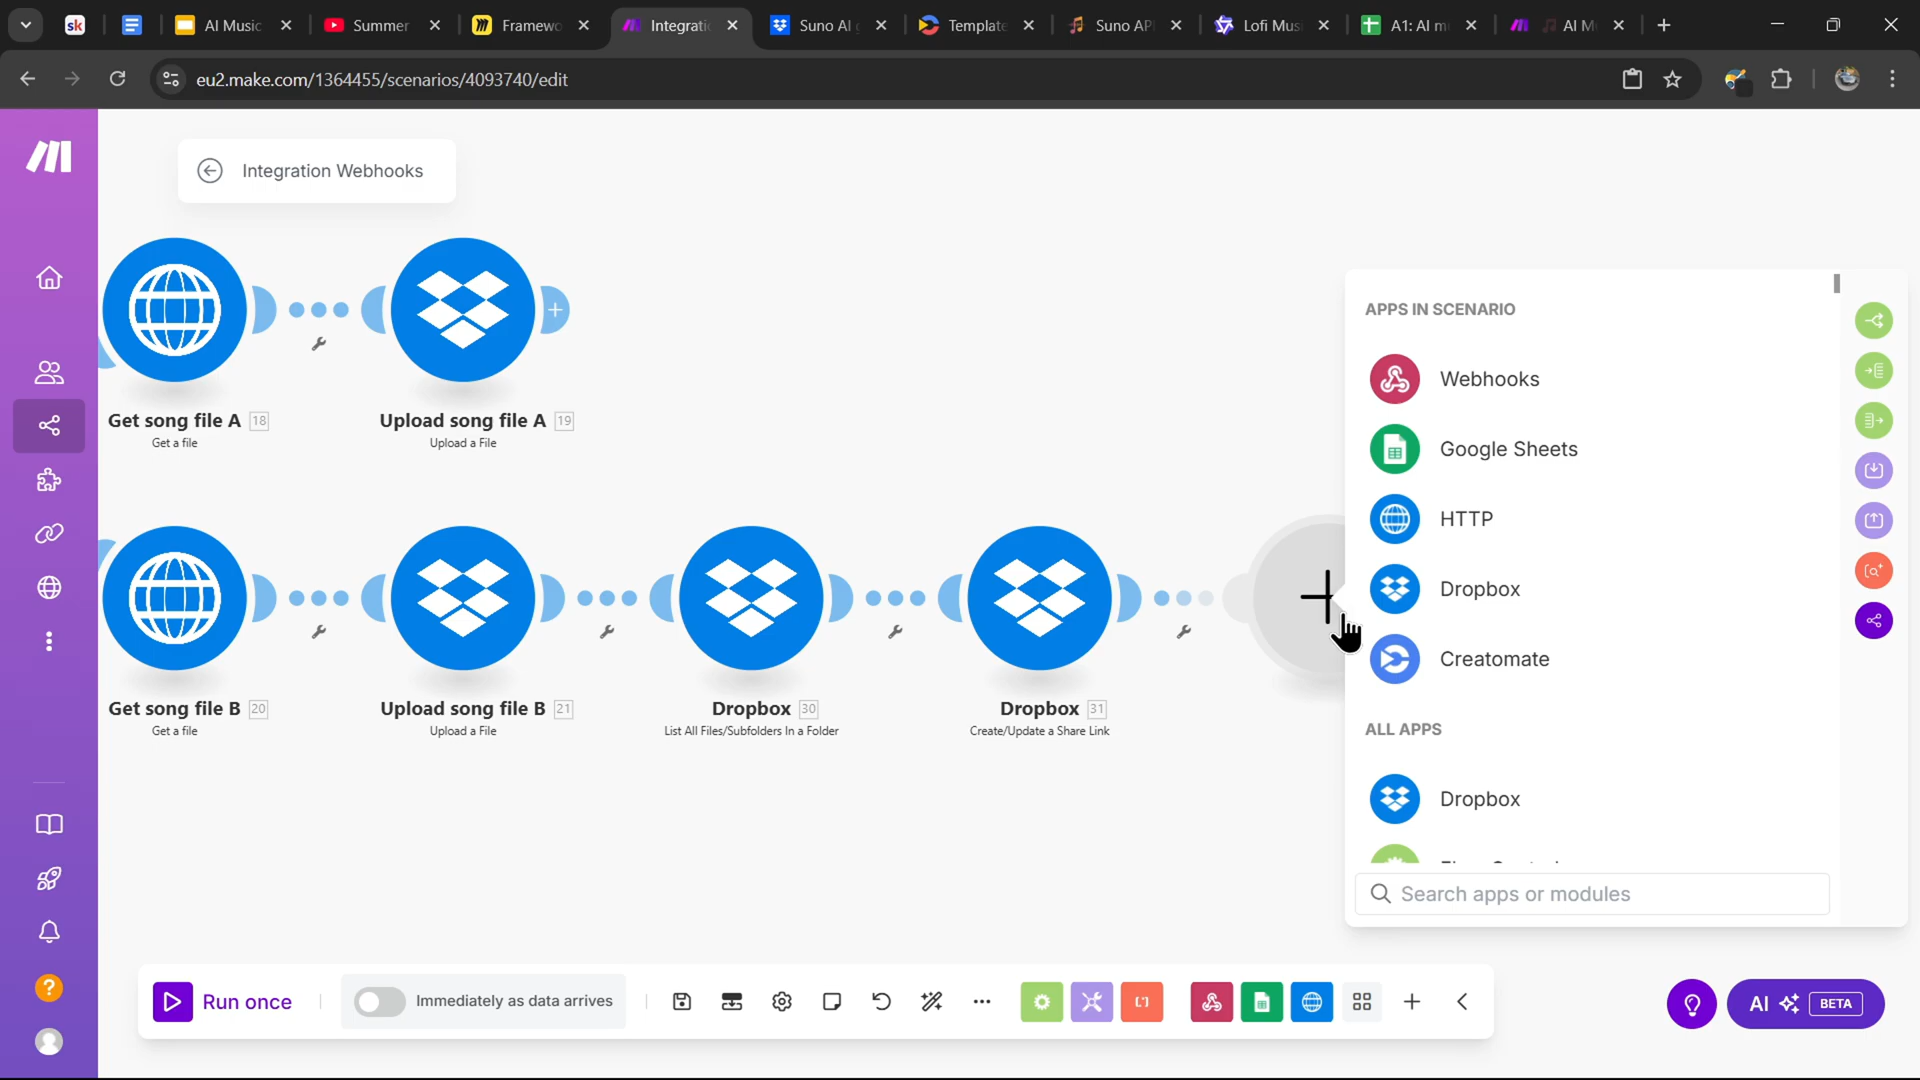 sk
AI Music
Summer
Framewo
Integratio
Suno AI g
Template
Suno API
Lofi Mus
A1: AI m
AI M
eu2.make.com/1364455/scenarios/4093740/edit
Integration Webhooks
APPS IN SCENARIO
Webhooks
Google Sheets
HTTP
Dropbox
Creatomate
ALL APPS
Dropbox
Search apps or modules
Get song file A 18
Get a file
Upload song file A 19
Upload a File
Get song file B 20
Get a file
Upload song file B 21
Upload a File
Dropbox 30
List All Files/Subfolders In a Folder
Dropbox 31
Create/Update a Share Link
Run once
Immediately as data arrives
AI BETA